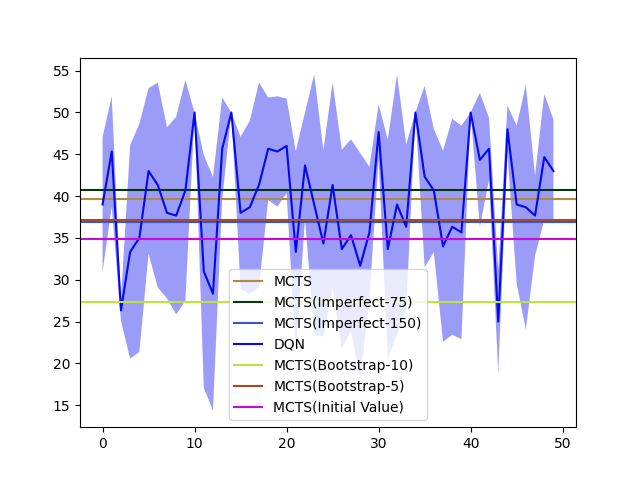 55
50
45
40
35
30
25
20
15
MCTS
MCTS(Imperfect-75)
MCTS(Imperfect-150)
DQN
MCTS(Bootstrap-10)
MCTS(Bootstrap-5)
MCTS(Initial Value)
0 10 20 30 40 50